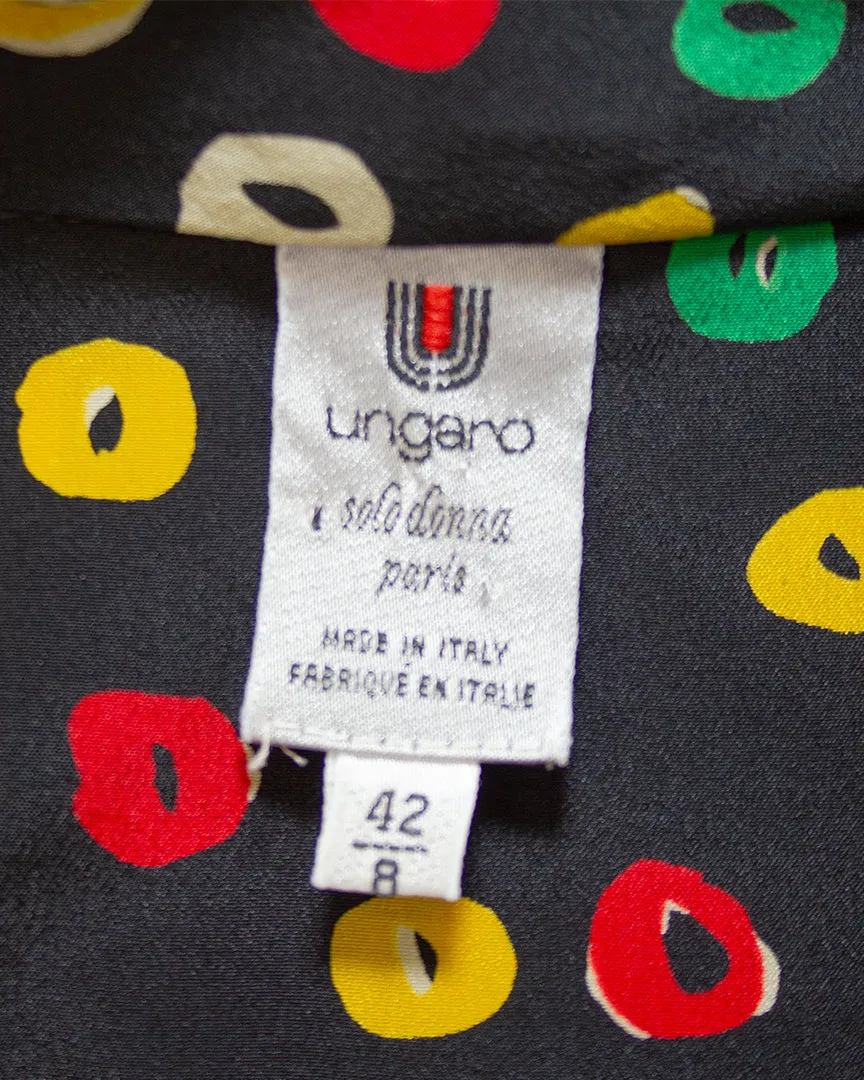 ungaro
solo donna
paris
MADE IN ITALY
FABRIQUÉ EN ITALIE
42
8